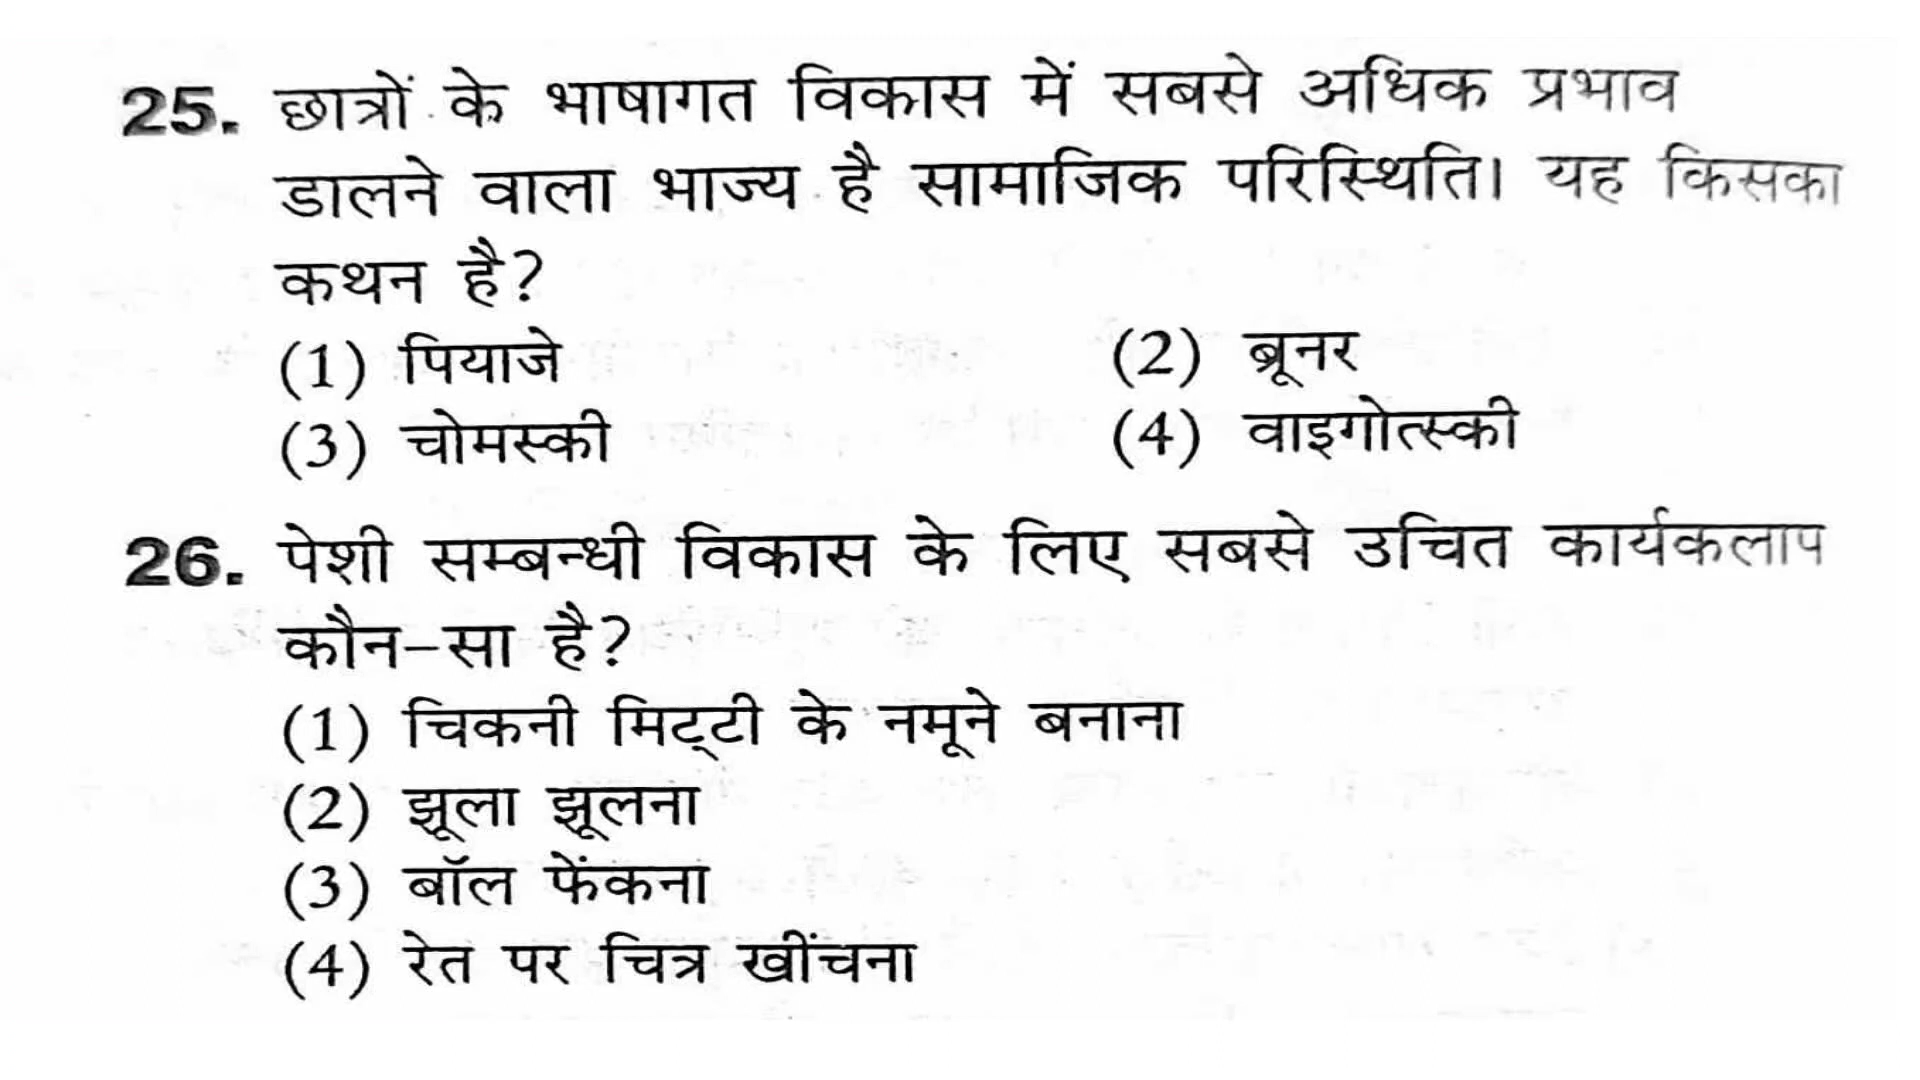 25. छात्रों के भाषागत विकास में सबसे अधिक प्रभाव
डालने वाला भाज्य है सामाजिक परिस्थिति। यह किसका
कथन है?
(1) पियाजे (2) ब्रूनर
(3) चोमस्की (4) वाइगोत्स्की
26. पेशी सम्बन्धी विकास के लिए सबसे उचित कार्यकलाप
कौन-सा है?
(1) चिकनी मिट्टी के नमूने बनाना
(2) झूला झूलना
(3) बॉल फेंकना
(4) रेत पर चित्र खींचना